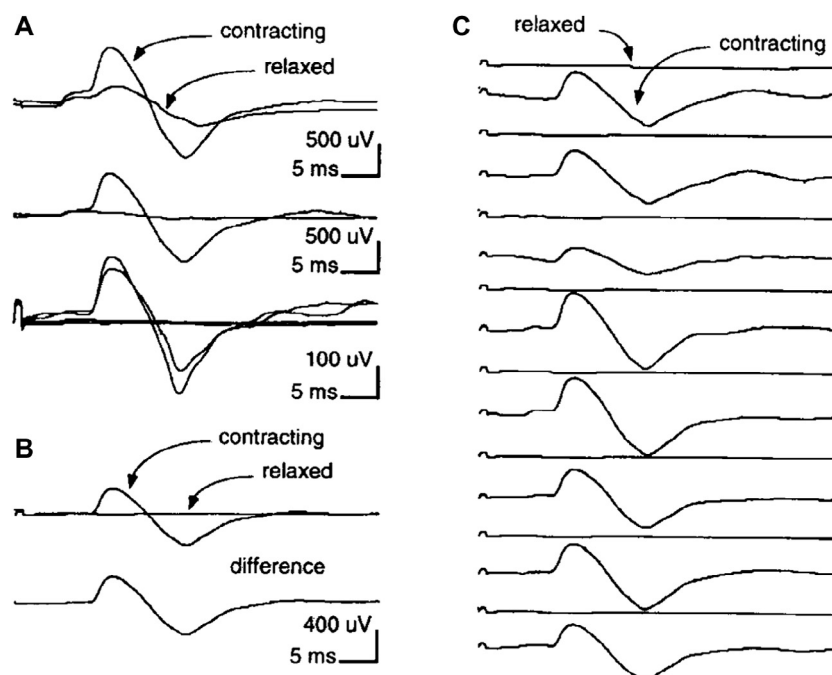 A
contracting
relaxed
500 uV
5 ms
500 uV
5 ms
100 uV
5 ms
B
contracting
relaxed
difference
400 uV
5 ms
C
relaxed
contracting